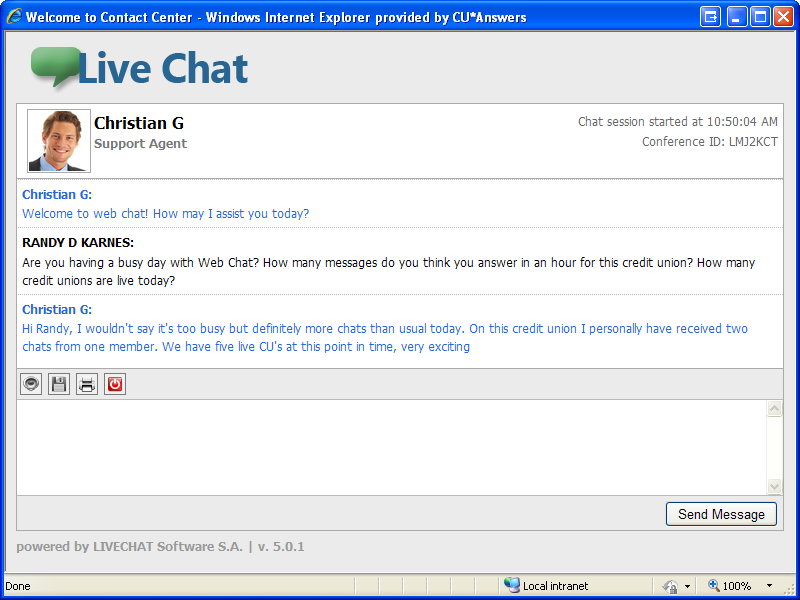 Welcome to Contact Center - Windows Internet Explorer provided by CU*Answers
Live Chat
Christian G
Support Agent
Chat session started at 10:50:04 AM
Conference ID: LMJ2KCT
Christian G:
Welcome to web chat! How may I assist you today?
RANDY D KARNES:
Are you having a busy day with Web Chat? How many messages do you think you answer in an hour for this credit union? How many
credit unions are live today?
Christian G:
Hi Randy, I wouldn't say it's too busy but definitely more chats than usual today. On this credit union I personally have received two
chats from one member. We have five live CU's at this point in time, very exciting
Send Message
powered by LIVECHAT Software S.A. | v. 5.0.1
Done
Local intranet
100%